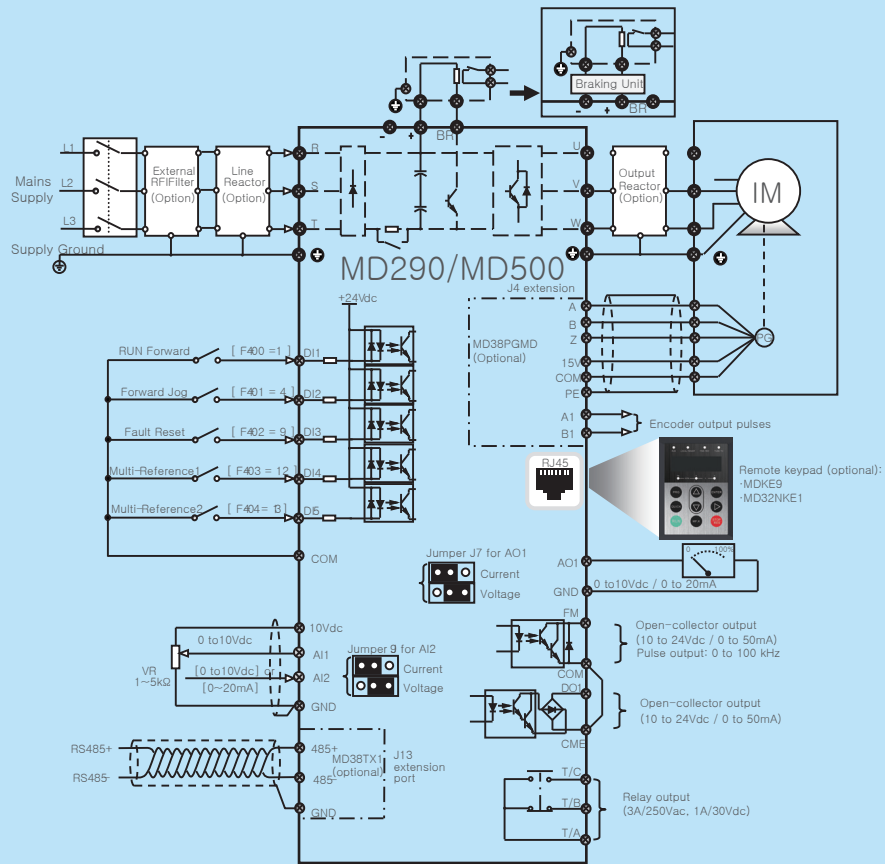 Braking Unit
- + BR
- + BR
L1
L2
L3
Mains
Supply
Supply Ground
External
RFIFilter
(Option)
Line
Reactor
(Option)
R
S
T
U
V
W
Output
Reactor
(Option)
IM
MD290/MD500
J4 extension
MD38PGMD
(Optional)
A
B
Z
15V
COM
PE
A1
B1
PG
Encoder output pulses
+24Vdc
RUN Forward [ F400 =1 ] DI1
Forward Jog [ F401 = 4 ] DI2
Fault Reset [ F402 = 9 ] DI3
Multi-Reference1 [ F403 = 12 ] DI4
Multi-Reference2 [ F404 = 13 ] DI5
COM
RJ45
Remote keypad (optional):
·MDKE9
·MD32NKE1
Jumper J7 for AO1
Current
Voltage
AO1
GND
0 100%
0 to10Vdc / 0 to 20mA
10Vdc
0 to10Vdc
AI1
VR
1~5kΩ
[0 to10Vdc] or
[0~20mA]
AI2
GND
Jumper 9 for AI2
Current
Voltage
FM
COM
Open-collector output
(10 to 24Vdc / 0 to 50mA)
Pulse output: 0 to 100 kHz
DO1
CME
Open-collector output
(10 to 24Vdc / 0 to 50mA)
RS485+
RS485-
485+
485-
GND
MD38TX1
(optional)
J13
extension
port
T/C
T/B
T/A
Relay output
(3A/250Vac, 1A/30Vdc)